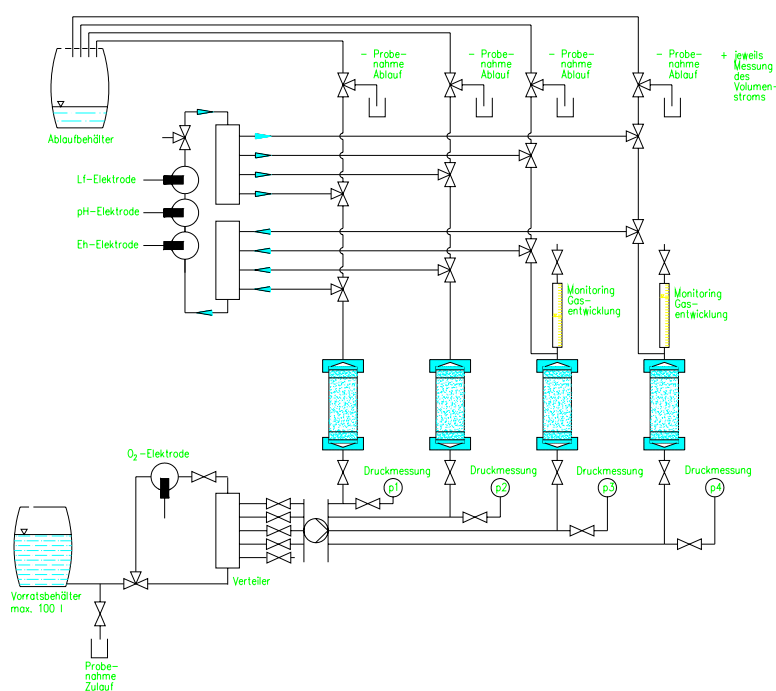 - Probe-
nahme
Ablauf
- Probe-
nahme
Ablauf
- Probe-
nahme
Ablauf
- Probe-
nahme
Ablauf
+ jeweils
Messung
des
Volumen-
stroms
Ablaufbehälter
Lf-Elektrode
pH-Elektrode
Eh-Elektrode
Monitoring
Gas-
entwicklung
Monitoring
Gas-
entwicklung
O2-Elektrode
Druckmessung
p1
Druckmessung
p2
Druckmessung
p3
Druckmessung
p4
Verteiler
Vorratsbehälter
max. 100 l
Probe-
nahme
Zulauf